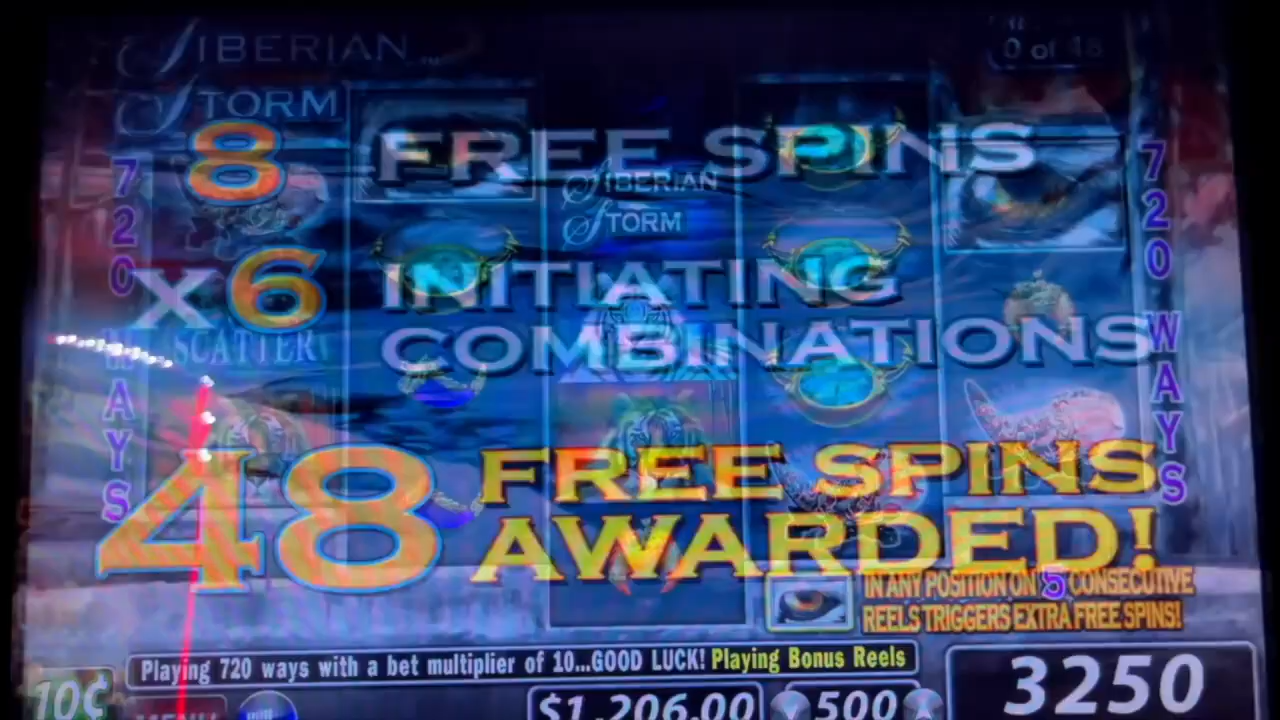 SIBERIAN
STORM
0 of 48
8 FREE SPINS
SIBERIAN
STORM
720 WAYS
720 WAYS
x6 INITIATING
COMBINATIONS
SCATTER
48 FREE SPINS
AWARDED!
IN ANY POSITION ON 5 CONSECUTIVE
REELS TRIGGERS EXTRA FREE SPINS!
Playing 720 ways with a bet multiplier of 10...GOOD LUCK! Playing Bonus Reels
10¢
MENU
$1,206.00
500
3250